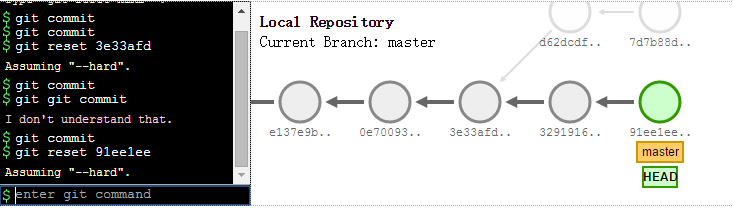 $ git commit
$ git commit
$ git reset 3e33afd
Assuming "--hard".
$ git commit
$ git git commit
I don't understand that.
$ git commit
$ git reset 91ee1ee
Assuming "--hard".
$ enter git command
Local Repository
Current Branch: master
d62dcdf..
7d7b88d..
e137e9b..
0e70093..
3e33afd..
3291916..
91ee1ee..
master
HEAD